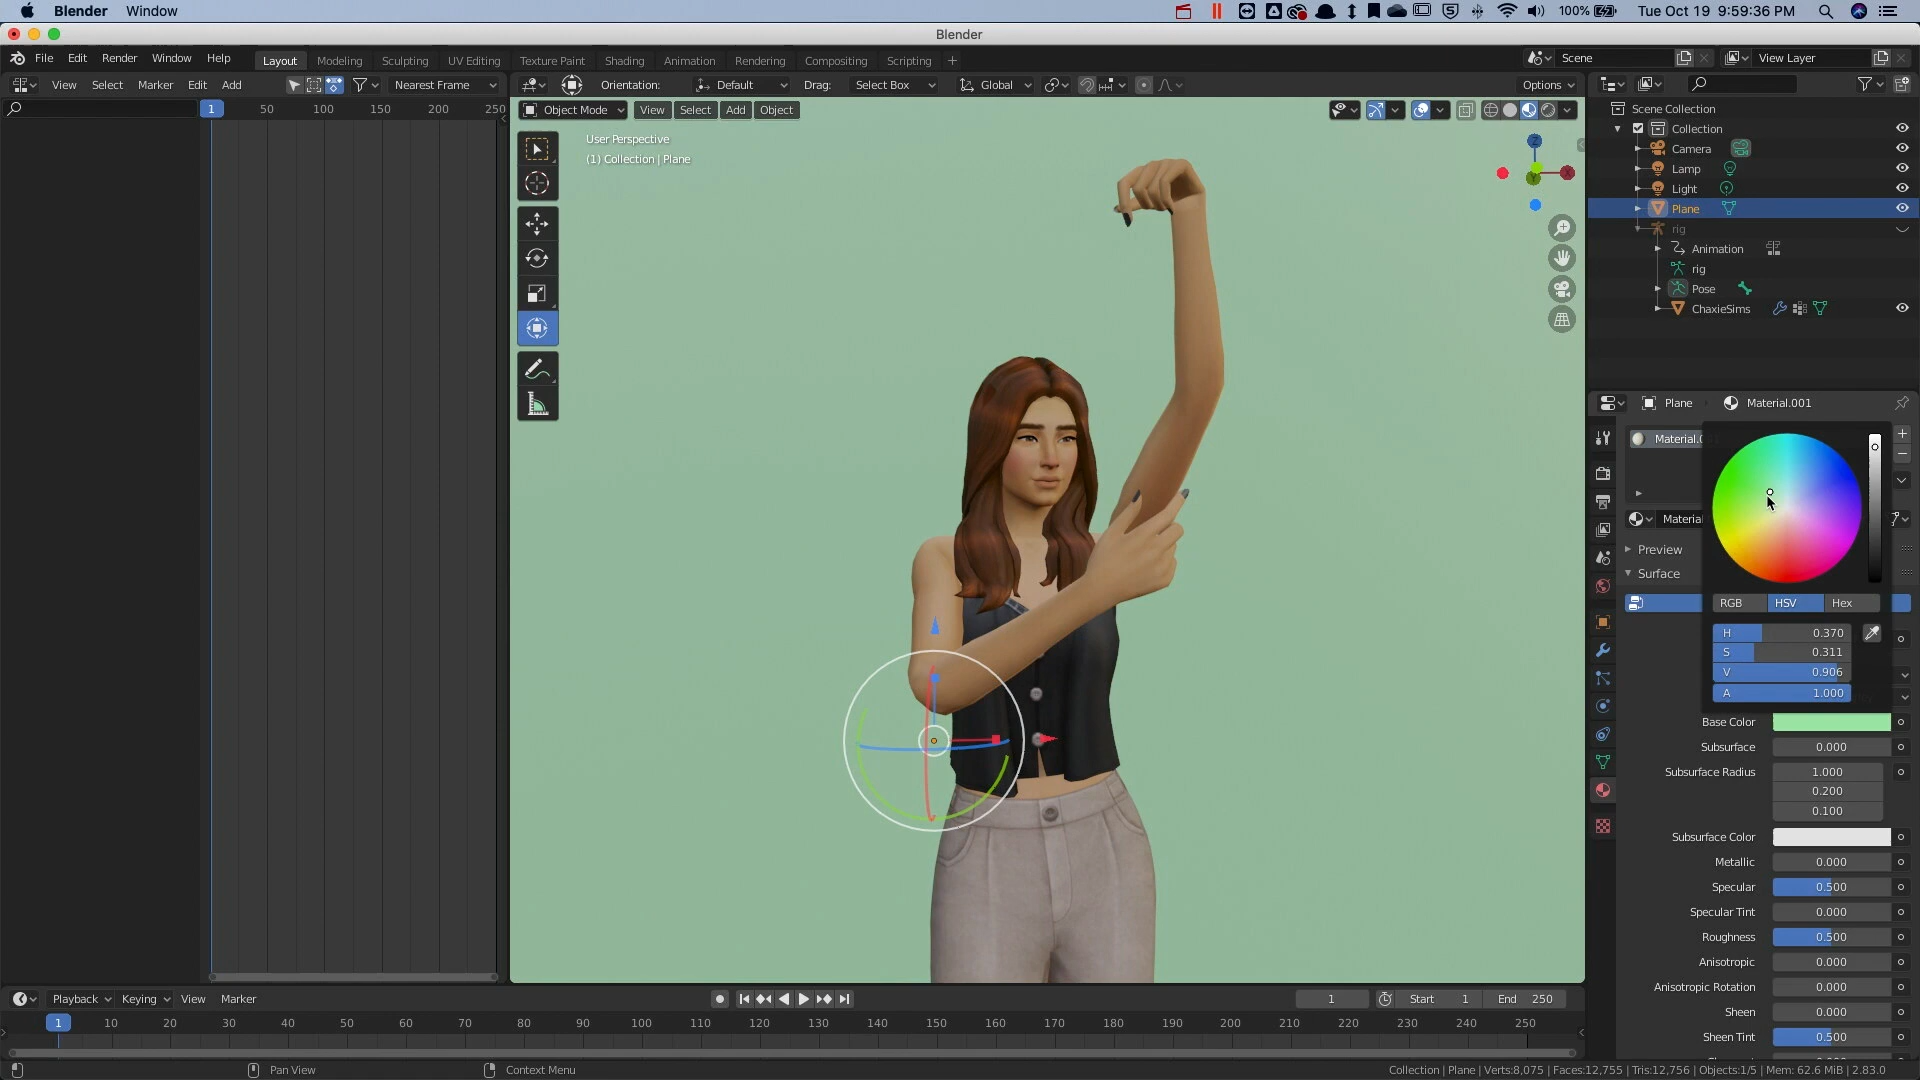 Blender Window 100% Tue Oct 19 9:59:36 PM
Blender
File Edit Render Window Help Layout Modeling Sculpting UV Editing Texture Paint Shading Animation Rendering Compositing Scripting + Scene View Layer
View Select Marker Edit Add Nearest Frame Orientation: Default Drag: Select Box Global Options
1 50 100 150 200 250 Object Mode View Select Add Object
User Perspective
(1) Collection | Plane
Z
X
Y
Scene Collection
Collection
Camera
Lamp
Light
Plane
rig
Animation
rig
Pose
ChaxieSims
Plane Material.001
Material.0
Material
Preview
Surface
RGB HSV Hex
H 0.370
S 0.311
V 0.906
A 1.000
Base Color
Subsurface 0.000
Subsurface Radius 1.000
0.200
0.100
Subsurface Color
Metallic 0.000
Specular 0.500
Specular Tint 0.000
Roughness 0.500
Anisotropic 0.000
Anisotropic Rotation 0.000
Sheen 0.000
Sheen Tint 0.500
Playback Keying View Marker 1 Start 1 End 250
1 10 20 30 40 50 60 70 80 90 100 110 120 130 140 150 160 170 180 190 200 210 220 230 240 250
Pan View Context Menu Collection | Plane | Verts:8,075 | Faces:12,755 | Tris:12,756 | Objects:1/5 | Mem: 62.6 MiB | 2.83.0